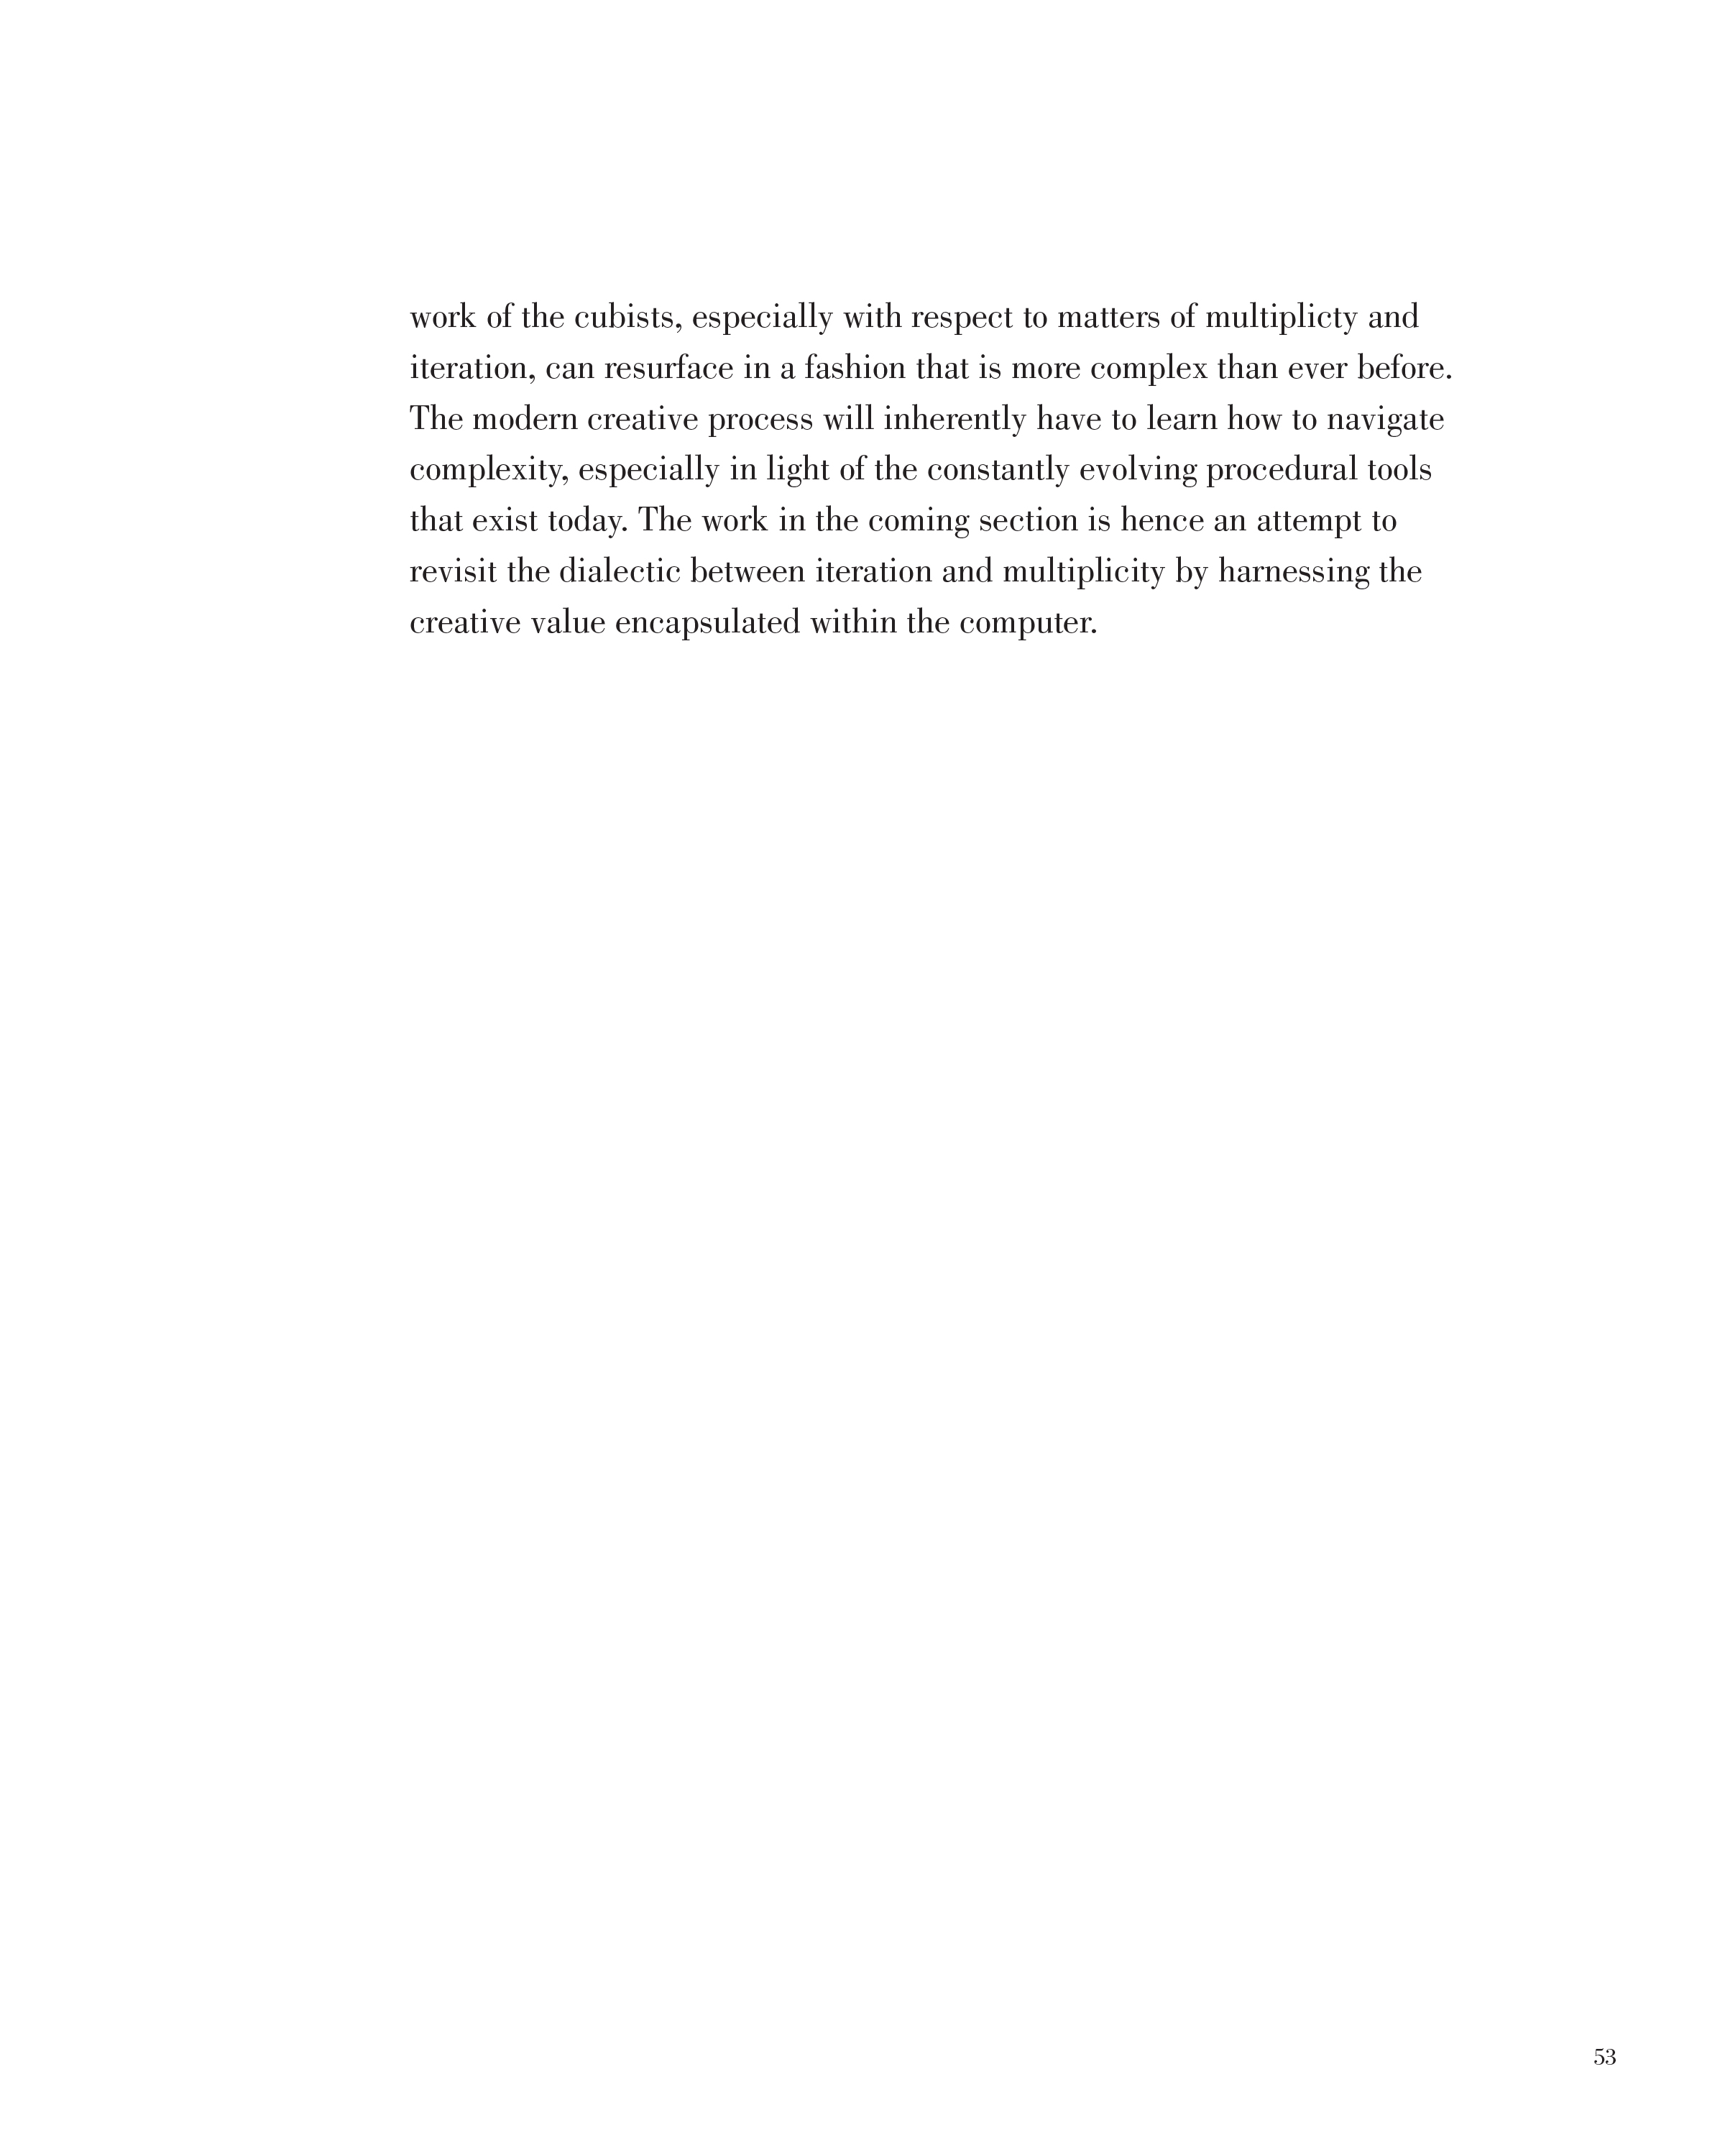 work of the cubists, especially with respect to matters of multiplicty and
iteration, can resurface in a fashion that is more complex than ever before.
The modern creative process will inherently have to learn how to navigate
complexity, especially in light of the constantly evolving procedural tools
that exist today. The work in the coming section is hence an attempt to
revisit the dialectic between iteration and multiplicity by harnessing the
creative value encapsulated within the computer.
53